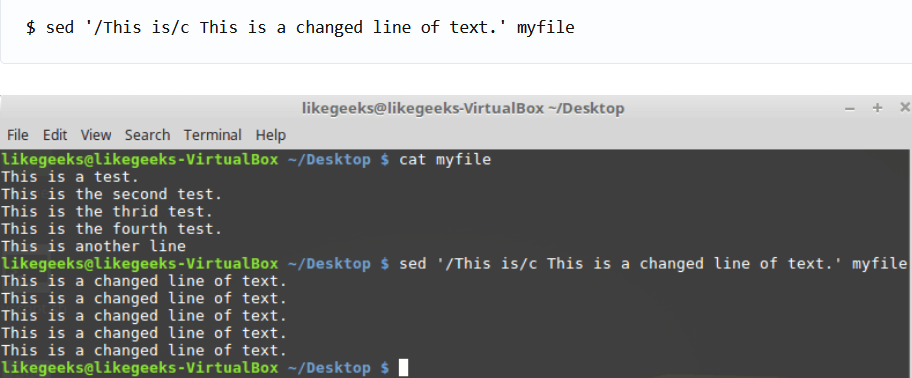 $ sed '/This is/c This is a changed line of text.' myfile
likegeeks@likegeeks-VirtualBox ~/Desktop
File Edit View Search Terminal Help
likegeeks@likegeeks-VirtualBox ~/Desktop $ cat myfile
This is a test.
This is the second test.
This is the thrid test.
This is the fourth test.
This is another line
likegeeks@likegeeks-VirtualBox ~/Desktop $ sed '/This is/c This is a changed line of text.' myfile
This is a changed line of text.
This is a changed line of text.
This is a changed line of text.
This is a changed line of text.
This is a changed line of text.
likegeeks@likegeeks-VirtualBox ~/Desktop $